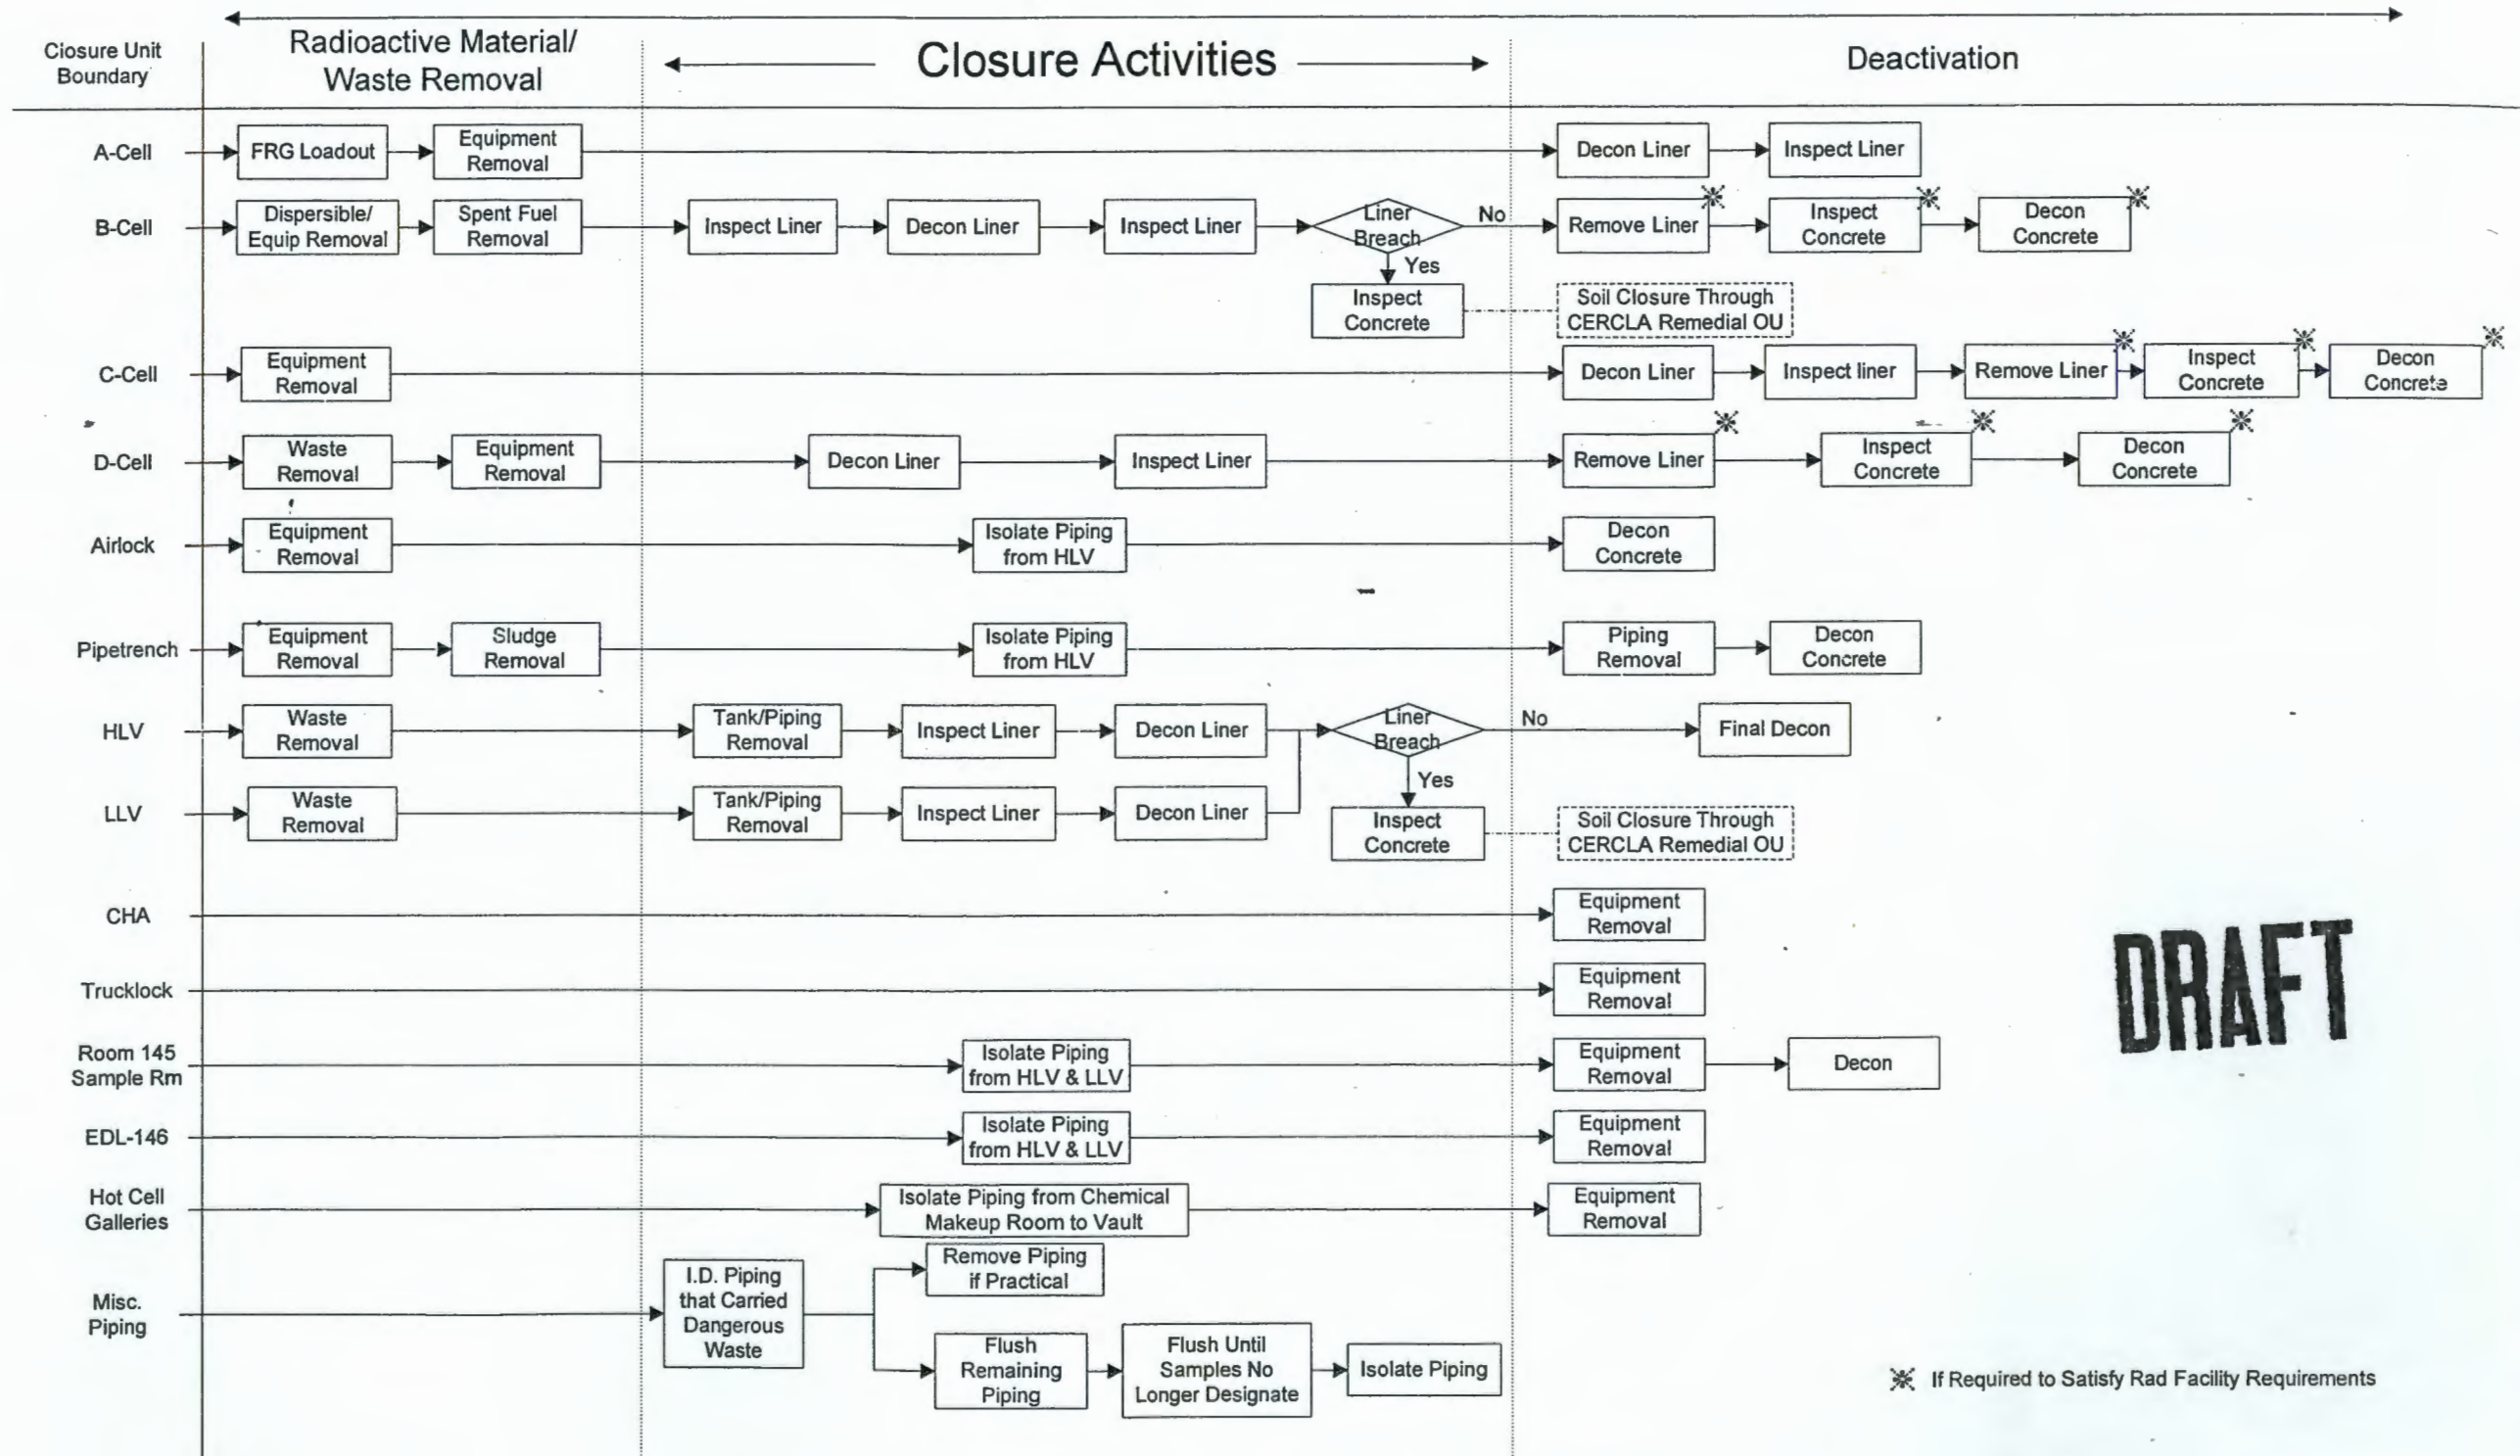 Closure Unit
Boundary
Radioactive Material/
Waste Removal
Closure Activities
Deactivation
A-Cell
FRG Loadout
Equipment
Removal
Decon Liner
Inspect Liner
B-Cell
Dispersible/
Equip Removal
Spent Fuel
Removal
Inspect Liner
Decon Liner
Inspect Liner
Liner
Breach
No
Yes
Remove Liner
Inspect
Concrete
Decon
Concrete
Inspect
Concrete
Soil Closure Through
CERCLA Remedial OU
C-Cell
Equipment
Removal
Decon Liner
Inspect liner
Remove Liner
Inspect
Concrete
Decon
Concrete
D-Cell
Waste
Removal
Equipment
Removal
Decon Liner
Inspect Liner
Remove Liner
Inspect
Concrete
Decon
Concrete
Airlock
Equipment
Removal
Isolate Piping
from HLV
Decon
Concrete
Pipetrench
Equipment
Removal
Sludge
Removal
Isolate Piping
from HLV
Piping
Removal
Decon
Concrete
HLV
Waste
Removal
Tank/Piping
Removal
Inspect Liner
Decon Liner
Liner
Breach
No
Yes
Final Decon
LLV
Waste
Removal
Tank/Piping
Removal
Inspect Liner
Decon Liner
Inspect
Concrete
Soil Closure Through
CERCLA Remedial OU
CHA
Equipment
Removal
Trucklock
Equipment
Removal
DRAFT
Room 145
Sample Rm
Isolate Piping
from HLV & LLV
Equipment
Removal
Decon
EDL-146
Isolate Piping
from HLV & LLV
Equipment
Removal
Hot Cell
Galleries
Isolate Piping from Chemical
Makeup Room to Vault
Equipment
Removal
Misc.
Piping
I.D. Piping
that Carried
Dangerous
Waste
Remove Piping
if Practical
Flush
Remaining
Piping
Flush Until
Samples No
Longer Designate
Isolate Piping
If Required to Satisfy Rad Facility Requirements